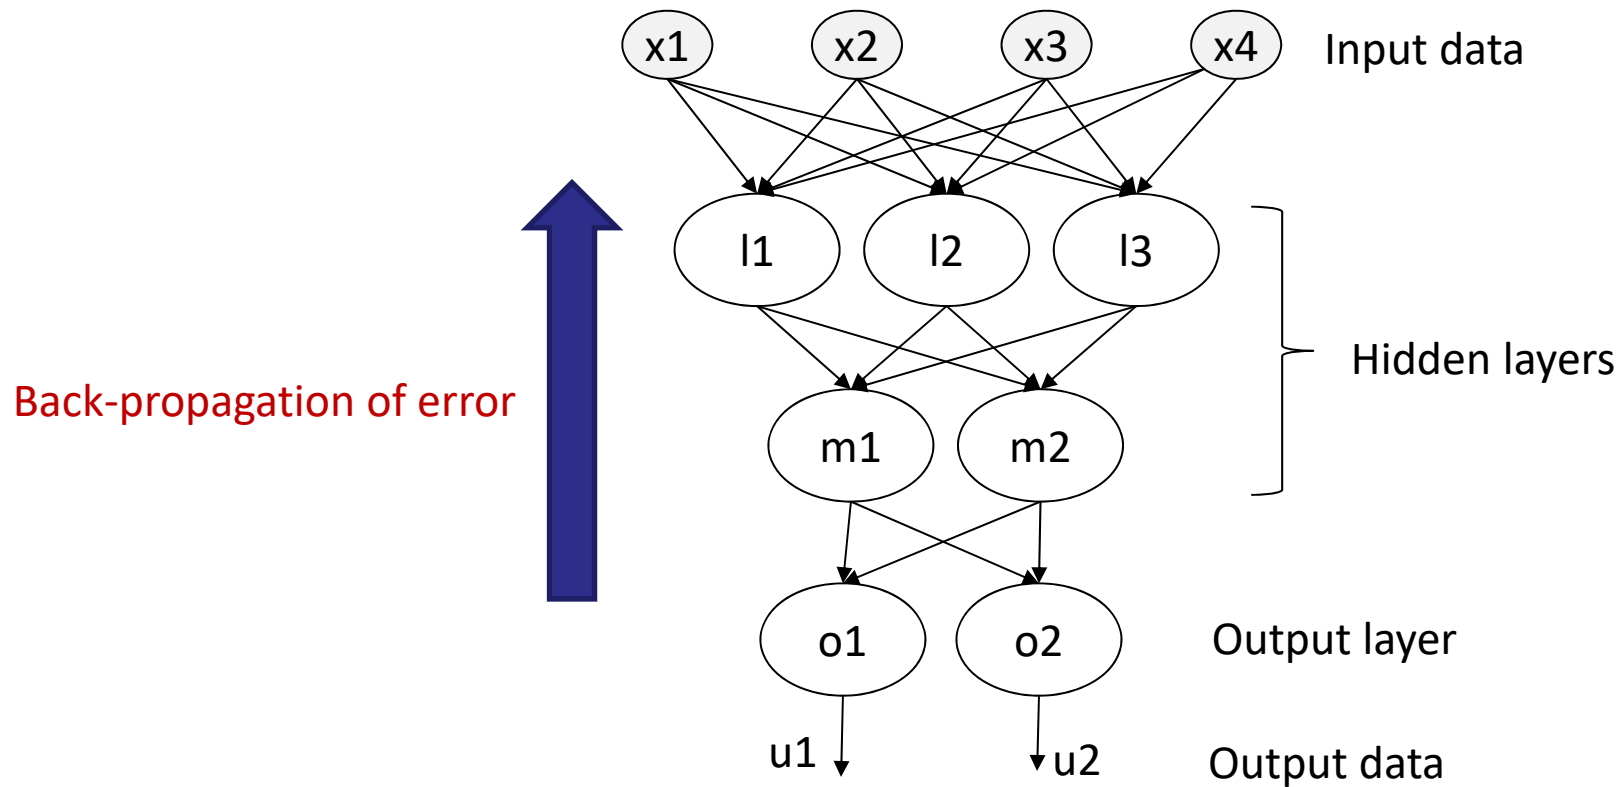 x1 x2 x3 x4 Input data
l1 l2 l3
Hidden layers
Back-propagation of error
m1 m2
o1 o2 Output layer
u1 u2 Output data